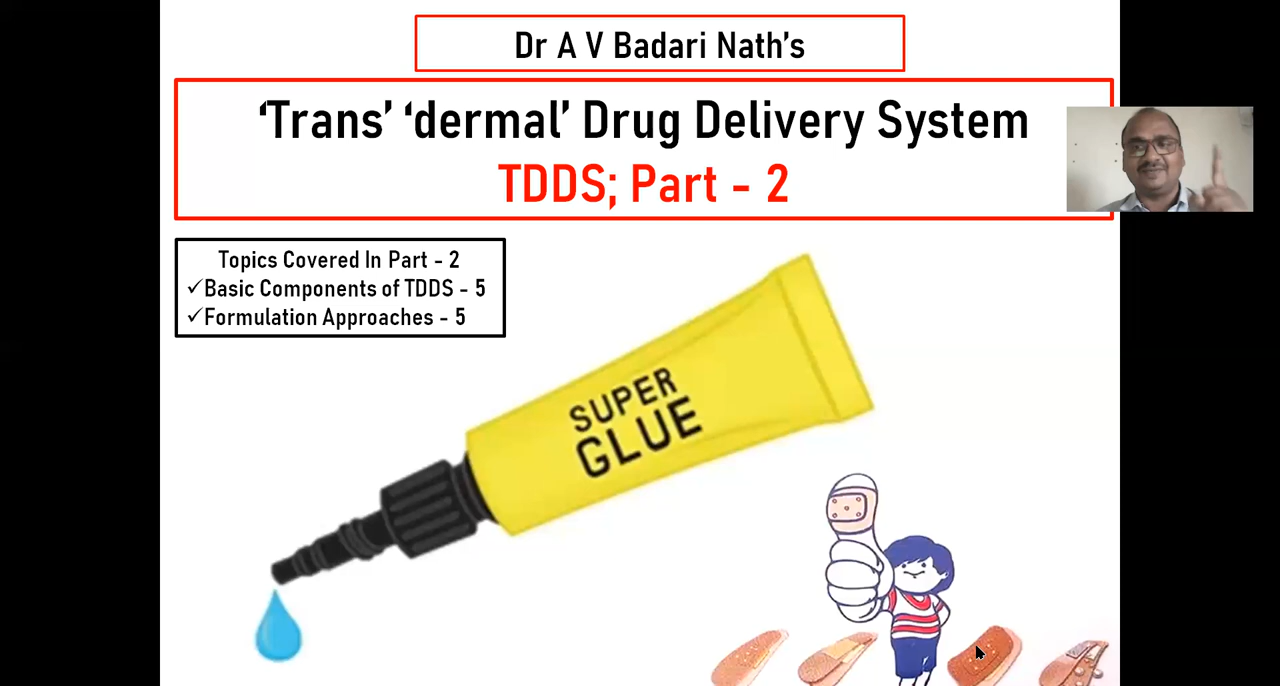 Dr A V Badari Nath's
‘Trans’ ‘dermal’ Drug Delivery System
TDDS; Part - 2
Topics Covered In Part - 2
✓Basic Components of TDDS - 5
✓Formulation Approaches - 5
SUPER
GLUE